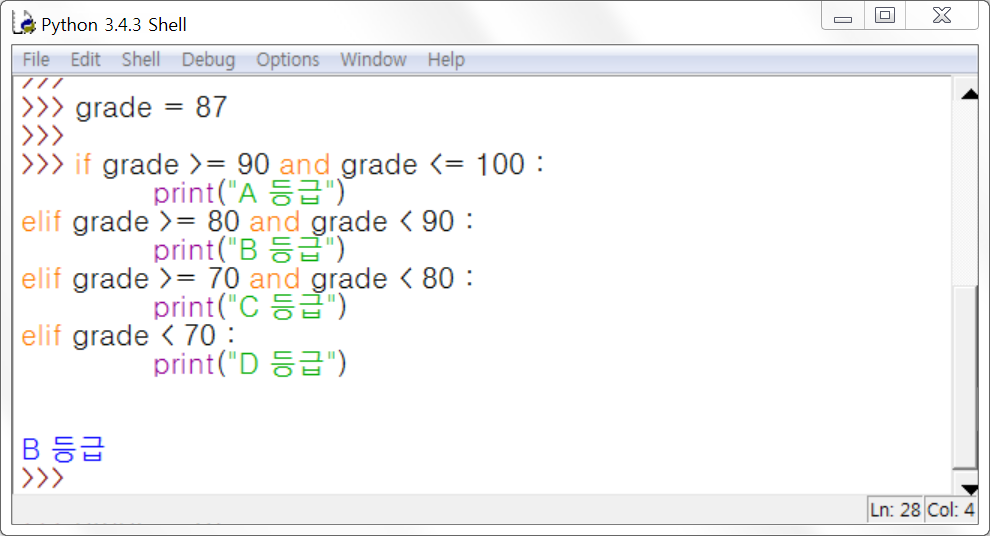 Python 3.4.3 Shell
File Edit Shell Debug Options Window Help
>>>
>>> grade = 87
>>>
>>> if grade >= 90 and grade <= 100 :
print("A 등급")
elif grade >= 80 and grade < 90 :
print("B 등급")
elif grade >= 70 and grade < 80 :
print("C 등급")
elif grade < 70 :
print("D 등급")
B 등급
>>>
Ln: 28 Col: 4